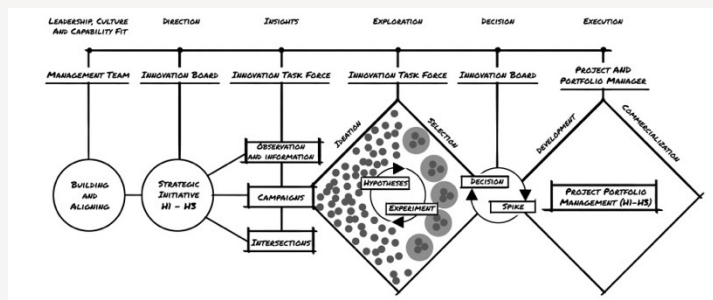 LEADERSHIP, CULTURE
AND CAPABILITY FIT
DIRECTION
INSIGHTS
EXPLORATION
DECISION
EXECUTION
MANAGEMENT TEAM
INNOVATION BOARD
INNOVATION TASK FORCE
INNOVATION TASK FORCE
INNOVATION BOARD
PROJECT AND
PORTFOLIO MANAGER
IDEATION
SELECTION
DEVELOPMENT
COMMERCIALIZATION
OBSERVATION
AND INFORMATION
BUILDING
AND
ALIGNING
STRATEGIC
INITIATIVE
H1 - H3
CAMPAIGNS
INTERSECTIONS
HYPOTHESES
EXPERIMENT
DECISION
SPIKE
PROJECT PORTFOLIO
MANAGEMENT (H1-H3)